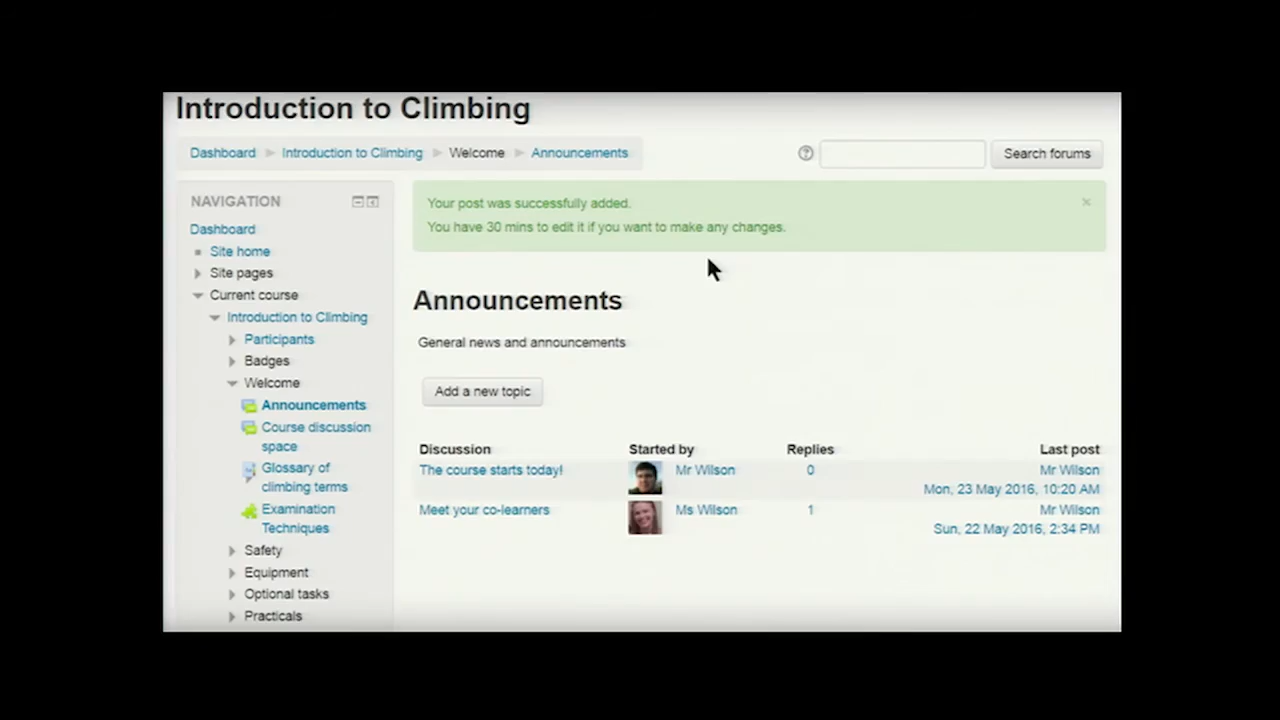 Introduction to Climbing
Dashboard Introduction to Climbing Welcome Announcements
Search forums
NAVIGATION
Dashboard
Site home
Site pages
Current course
Introduction to Climbing
Participants
Badges
Welcome
Announcements
Course discussion
space
Glossary of
climbing terms
Examination
Techniques
Safety
Equipment
Optional tasks
Practicals
Your post was successfully added.
You have 30 mins to edit it if you want to make any changes.
Announcements
General news and announcements
Add a new topic
Discussion Started by Replies Last post
The course starts today! Mr Wilson 0 Mr Wilson
Mon, 23 May 2016, 10:20 AM
Meet your co-learners Ms Wilson 1 Mr Wilson
Sun, 22 May 2016, 2:34 PM